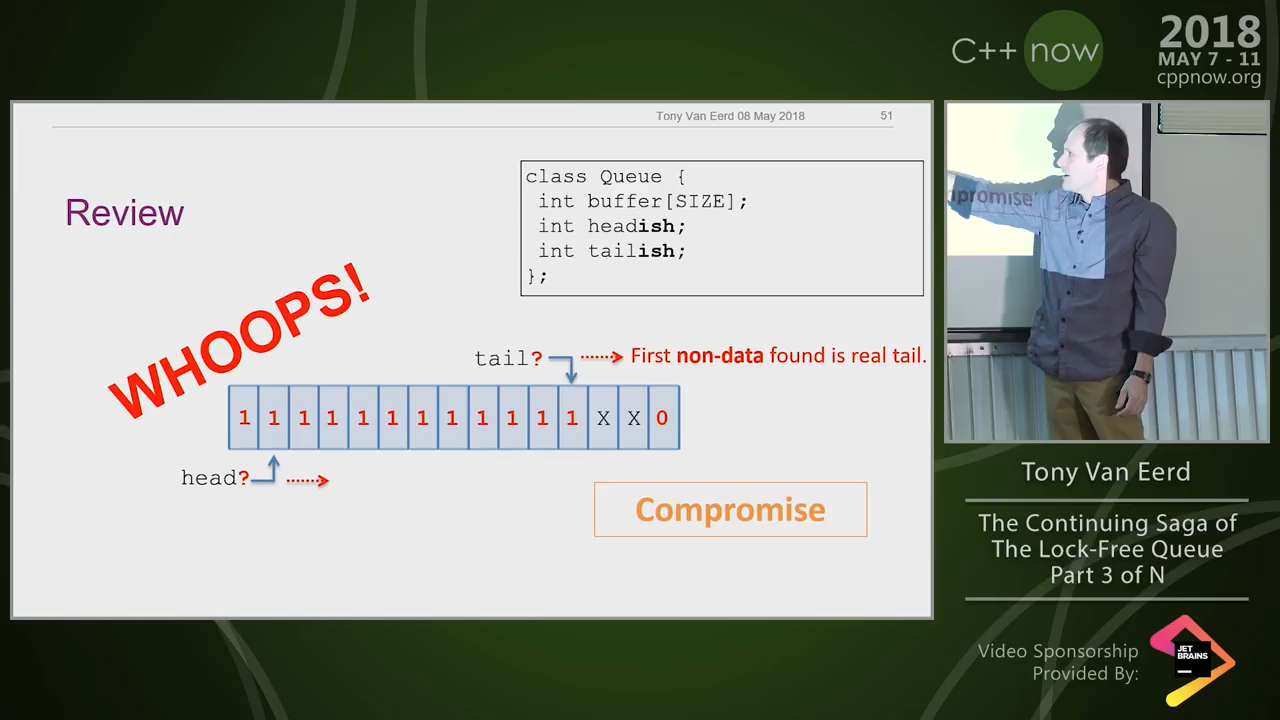 C++ now
2018
MAY 7 - 11
cppnow.org
Tony Van Eerd 08 May 2018 51
Review
class Queue {
int buffer[SIZE];
int headish;
int tailish;
};
WHOOPS!
tail? First non-data found is real tail.
1 1 1 1 1 1 1 1 1 1 1 1 X X 0
head?
Compromise
promise
Tony Van Eerd
The Continuing Saga of
The Lock-Free Queue
Part 3 of N
Video Sponsorship
Provided By:
JET
BRAINS